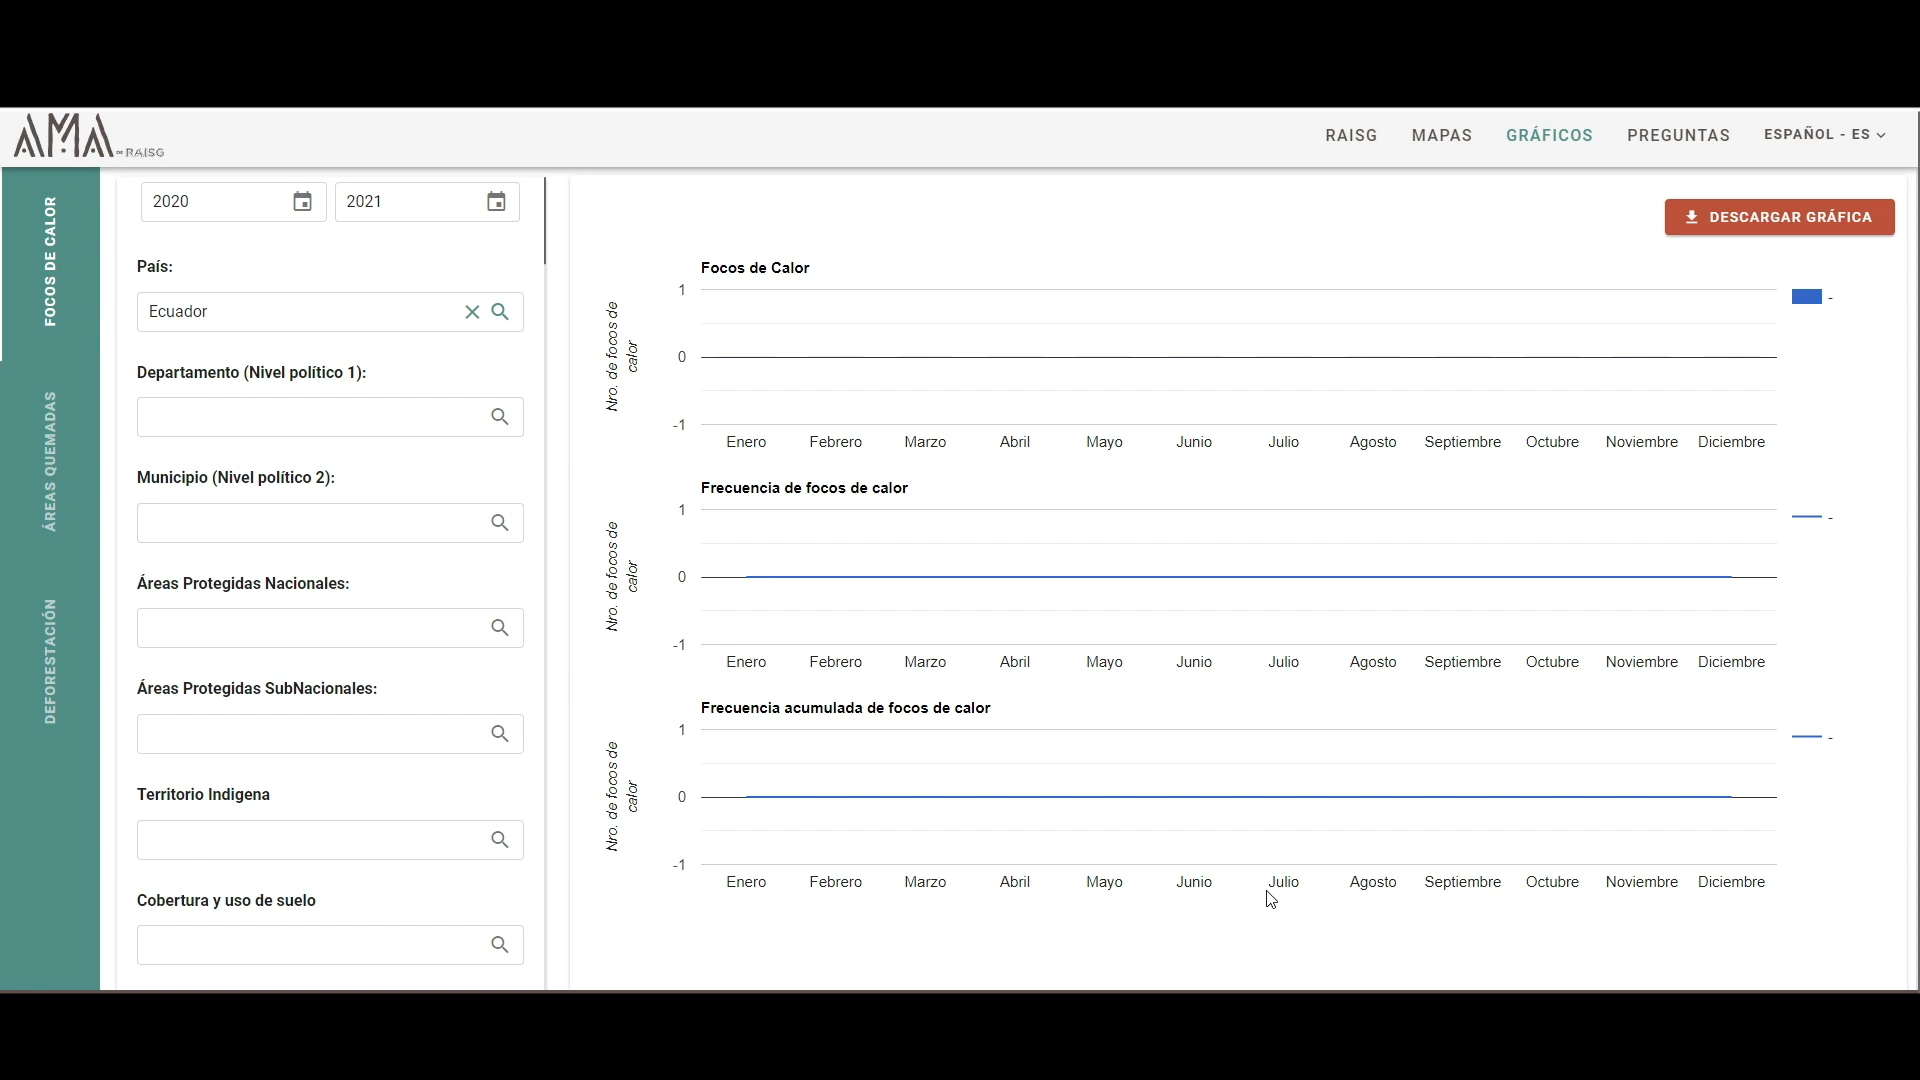 AMA DE RAISG
RAISG
MAPAS
GRÁFICOS
PREGUNTAS
ESPAÑOL - ES
FOCOS DE CALOR
ÁREAS QUEMADAS
DEFORESTACIÓN
2020
2021
País:
Ecuador
Departamento (Nivel político 1):
Municipio (Nivel político 2):
Áreas Protegidas Nacionales:
Áreas Protegidas SubNacionales:
Territorio Indigena
Cobertura y uso de suelo
DESCARGAR GRÁFICA
Focos de Calor
Nro. de focos de
calor
1
0
-1
-
Enero Febrero Marzo Abril Mayo Junio Julio Agosto Septiembre Octubre Noviembre Diciembre
Frecuencia de focos de calor
Nro. de focos de
calor
1
0
-1
-
Enero Febrero Marzo Abril Mayo Junio Julio Agosto Septiembre Octubre Noviembre Diciembre
Frecuencia acumulada de focos de calor
Nro. de focos de
calor
1
0
-1
-
Enero Febrero Marzo Abril Mayo Junio Julio Agosto Septiembre Octubre Noviembre Diciembre